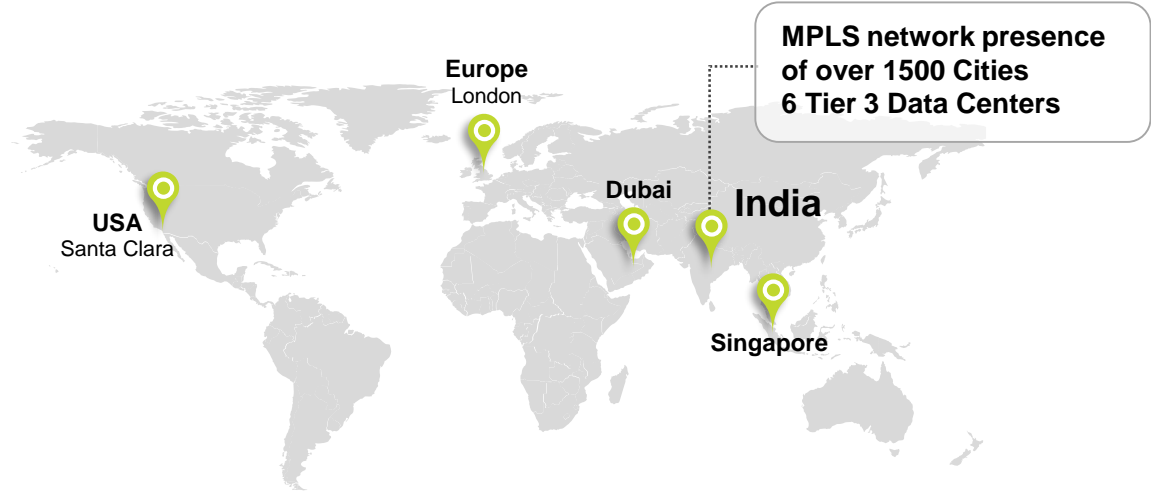 MPLS network presence
of over 1500 Cities
6 Tier 3 Data Centers
Europe
London
Dubai
India
USA
Santa Clara
Singapore